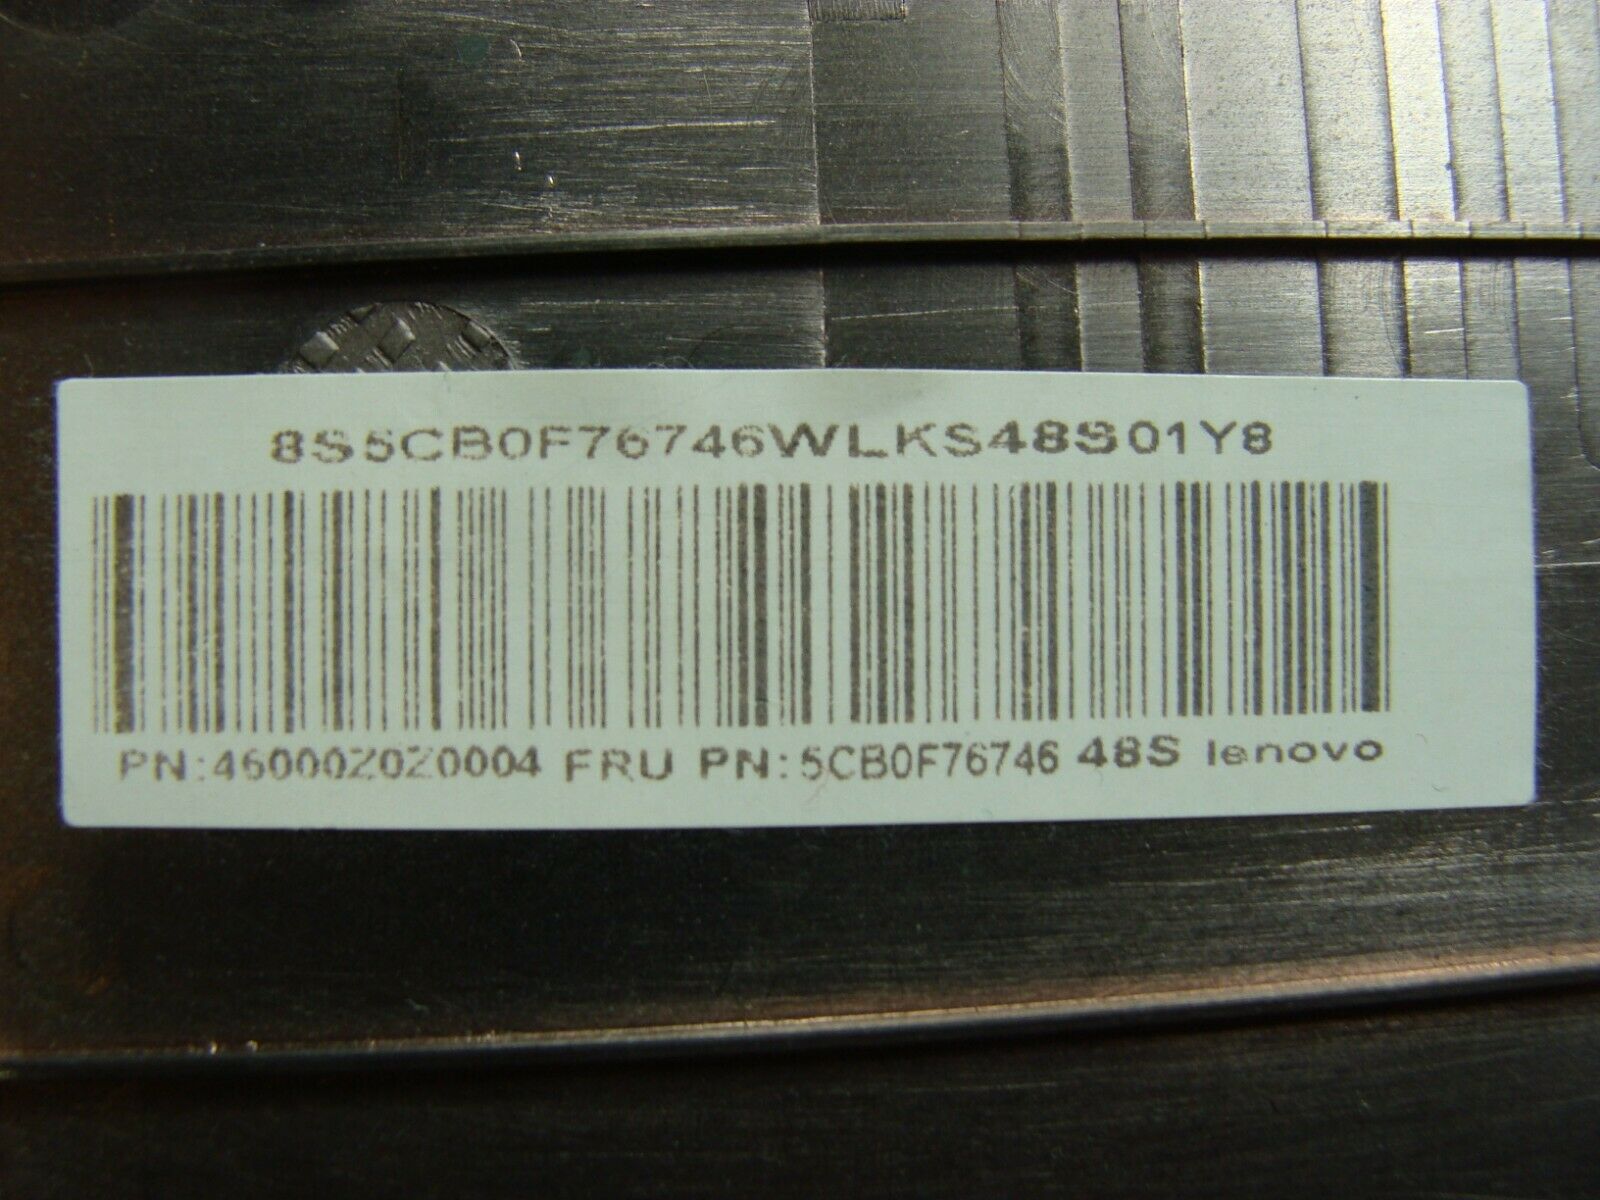 8S5CB0F76746WLKS48S01Y8
PN:46000Z0Z0004 FRU PN:5CB0F76746 48S lenovo